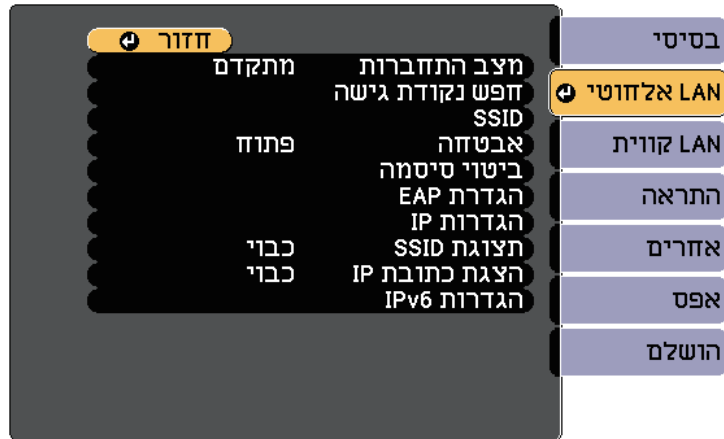 בסיסי
LAN אלחוטי
LAN קווית
התראה
אחרים
אפס
הושלם
חזור
מצב התחברות מתקדם
חפש נקודת גישה
SSID
אבטחה פתוח
ביטוי סיסמה
הגדרת EAP
הגדרות IP
תצוגת SSID כבוי
הצגת כתובת IP כבוי
הגדרות IPv6